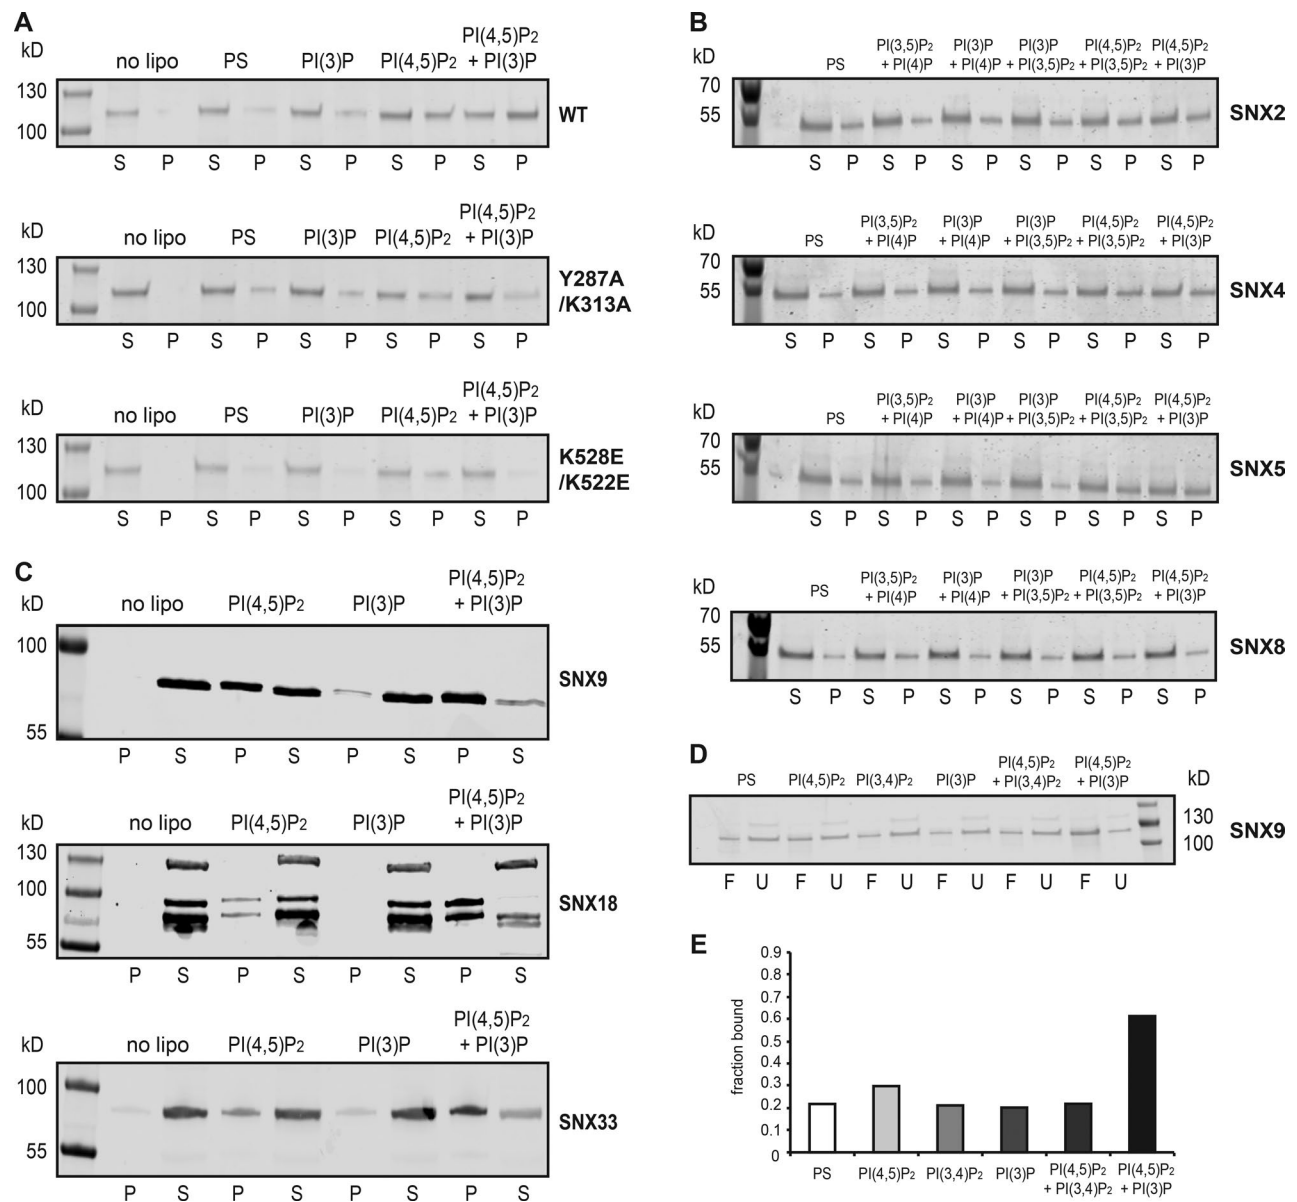 A
kD
no lipo PS PI(3)P PI(4,5)P2 PI(4,5)P2
+ PI(3)P
130
100
WT
S P S P S P S P S P
kD
no lipo PS PI(3)P PI(4,5)P2 PI(4,5)P2
+ PI(3)P
130
100
Y287A
/K313A
S P S P S P S P S P
kD
no lipo PS PI(3)P PI(4,5)P2 PI(4,5)P2
+ PI(3)P
130
100
K528E
/K522E
S P S P S P S P S P
B
kD
PS PI(3,5)P2 PI(3)P PI(3)P PI(4,5)P2 PI(4,5)P2
+ PI(4)P + PI(4)P + PI(3,5)P2 + PI(3,5)P2 + PI(3)P
70
55
SNX2
S P S P S P S P S P S P
kD
PS PI(3,5)P2 PI(3)P PI(3)P PI(4,5)P2 PI(4,5)P2
+ PI(4)P + PI(4)P + PI(3,5)P2 + PI(3,5)P2 + PI(3)P
70
55
SNX4
S P S P S P S P S P S P
kD
PS PI(3,5)P2 PI(3)P PI(3)P PI(4,5)P2 PI(4,5)P2
+ PI(4)P + PI(4)P + PI(3,5)P2 + PI(3,5)P2 + PI(3)P
70
55
SNX5
S P S P S P S P S P S P
kD
PS PI(3,5)P2 PI(3)P PI(3)P PI(4,5)P2 PI(4,5)P2
+ PI(4)P + PI(4)P + PI(3,5)P2 + PI(3,5)P2 + PI(3)P
70
55
SNX8
S P S P S P S P S P S P
C
kD
no lipo PI(4,5)P2 PI(3)P PI(4,5)P2
+ PI(3)P
100
55
SNX9
P S P S P S P S
kD
no lipo PI(4,5)P2 PI(3)P PI(4,5)P2
+ PI(3)P
130
100
55
SNX18
P S P S P S P S
kD
no lipo PI(4,5)P2 PI(3)P PI(4,5)P2
+ PI(3)P
100
55
SNX33
P S P S P S P S
D
PS PI(4,5)P2 PI(3,4)P2 PI(3)P PI(4,5)P2 PI(4,5)P2
+ PI(3,4)P2 + PI(3)P
kD
130
100
SNX9
F U F U F U F U F U F U
E
fraction bound
0.9
0.8
0.7
0.6
0.5
0.4
0.3
0.2
0.1
0
PS PI(4,5)P2 PI(3,4)P2 PI(3)P PI(4,5)P2 PI(4,5)P2
+ PI(3,4)P2 + PI(3)P